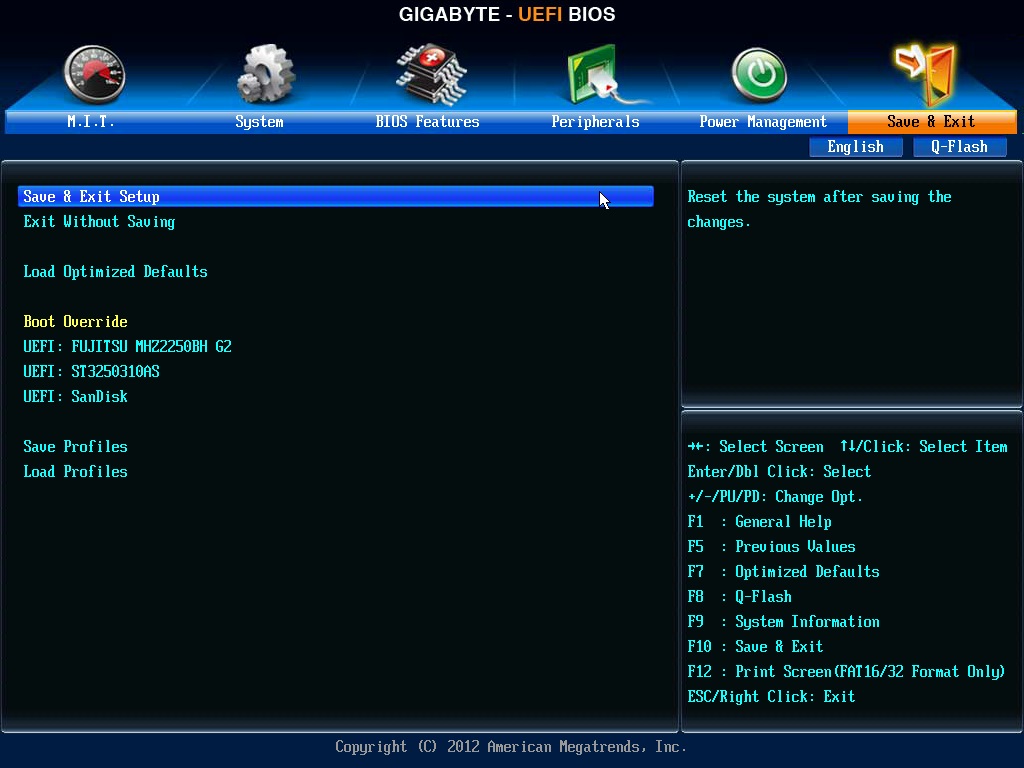 GIGABYTE - UEFI BIOS
M.I.T. System BIOS Features Peripherals Power Management Save & Exit
English Q-Flash
Save & Exit Setup
Exit Without Saving
Load Optimized Defaults
Boot Override
UEFI: FUJITSU MHZ2250BH G2
UEFI: ST3250310AS
UEFI: SanDisk
Save Profiles
Load Profiles
Reset the system after saving the
changes.
→←: Select Screen ↑↓/Click: Select Item
Enter/Dbl Click: Select
+/-/PU/PD: Change Opt.
F1 : General Help
F5 : Previous Values
F7 : Optimized Defaults
F8 : Q-Flash
F9 : System Information
F10 : Save & Exit
F12 : Print Screen(FAT16/32 Format Only)
ESC/Right Click: Exit
Copyright (C) 2012 American Megatrends, Inc.